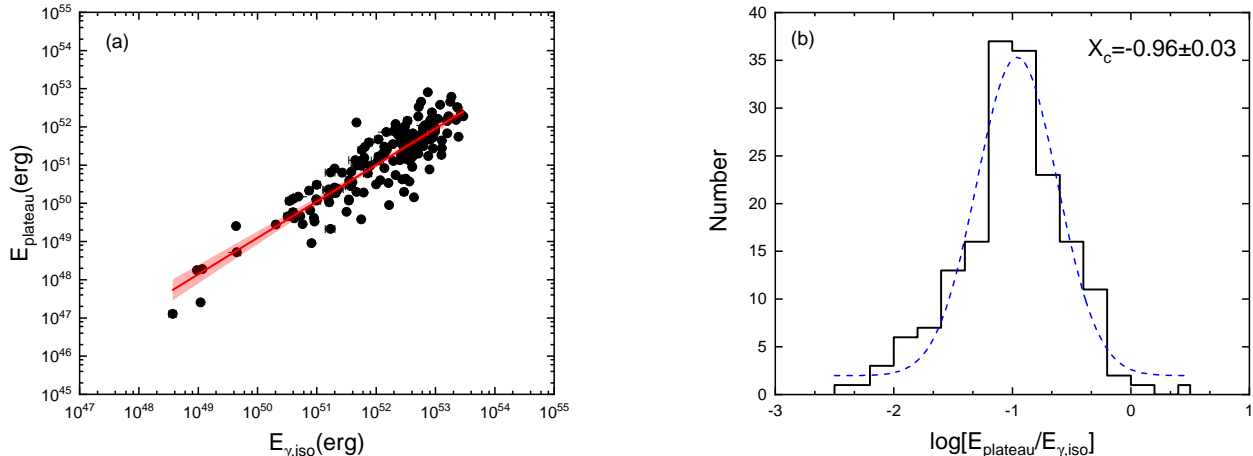 (a)
10^55
10^54
10^53
10^52
10^51
10^50
10^49
10^48
10^47
10^46
10^45
E_plateau(erg)
10^47 10^48 10^49 10^50 10^51 10^52 10^53 10^54 10^55
E_γ,iso(erg)
(b)
X_c=-0.96±0.03
40
35
30
25
20
15
10
5
0
Number
-3 -2 -1 0 1
log[E_plateau/E_γ,iso]